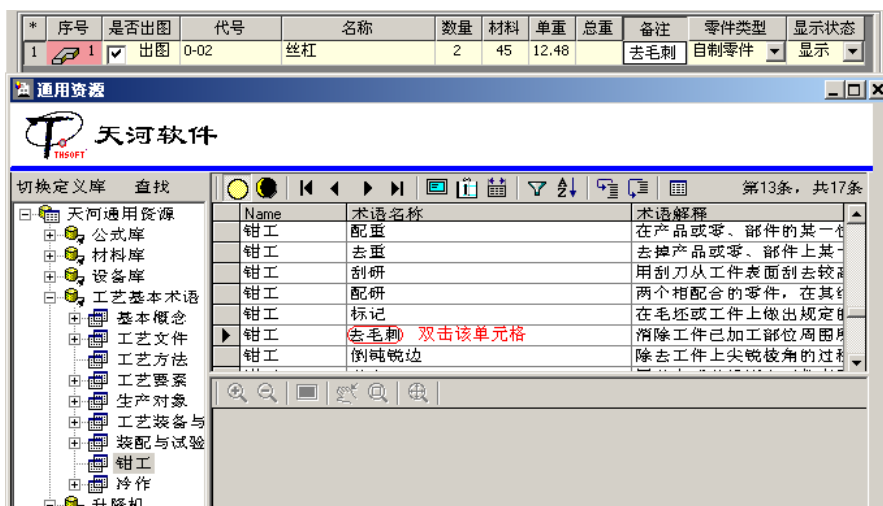 * 序号 是否出图 代号 名称 数量 材料 单重 总重 备注 零件类型 显示状态
1 1 出图 0-02 丝杠 2 45 12.48 去毛刺 自制零件 显示
通用资源
天河软件
THSOFT
切换定义库 查找
第13条，共17条
天河通用资源
公式库
材料库
设备库
工艺基本术语
基本概念
工艺文件
工艺方法
工艺要素
生产对象
工艺装备与
装配与试验
钳工
冷作
升降机
Name 术语名称 术语解释
钳工 配重 在产品或零、部件的某一位
钳工 去重 去掉产品或零、部件上某一
钳工 刮研 用刮刀从工件表面刮去较高
钳工 配研 两个相配合的零件，在其结
钳工 标记 在毛坯或工件上做出规定的
钳工 去毛刺 双击该单元格 消除工件已加工部位周围所
钳工 倒钝锐边 除去工件上尖锐棱角的过程